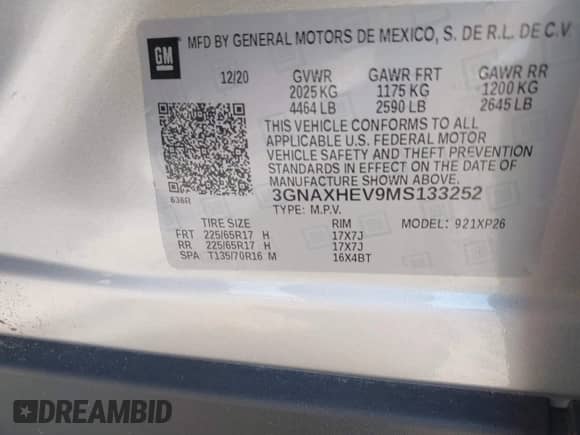 GM
MFD BY GENERAL MOTORS DE MEXICO, S. DE R.L. DE C.V.
12/20 GVWR GAWR FRT GAWR RR
2025 KG 1175 KG 1200 KG
4464 LB 2590 LB 2645 LB
THIS VEHICLE CONFORMS TO ALL
APPLICABLE U.S. FEDERAL MOTOR
VEHICLE SAFETY AND THEFT PREVENTION
STANDARDS IN EFFECT ON THE DATE OF
MANUFACTURE SHOWN ABOVE.
636R 3GNAXHEV9MS133252
TYPE: M.P.V. MODEL: 921XP26
TIRE SIZE RIM
FRT 225/65R17 H 17X7J
RR 225/65R17 H 17X7J
SPA T135/70R16 M 16X4BT
DREAMBID